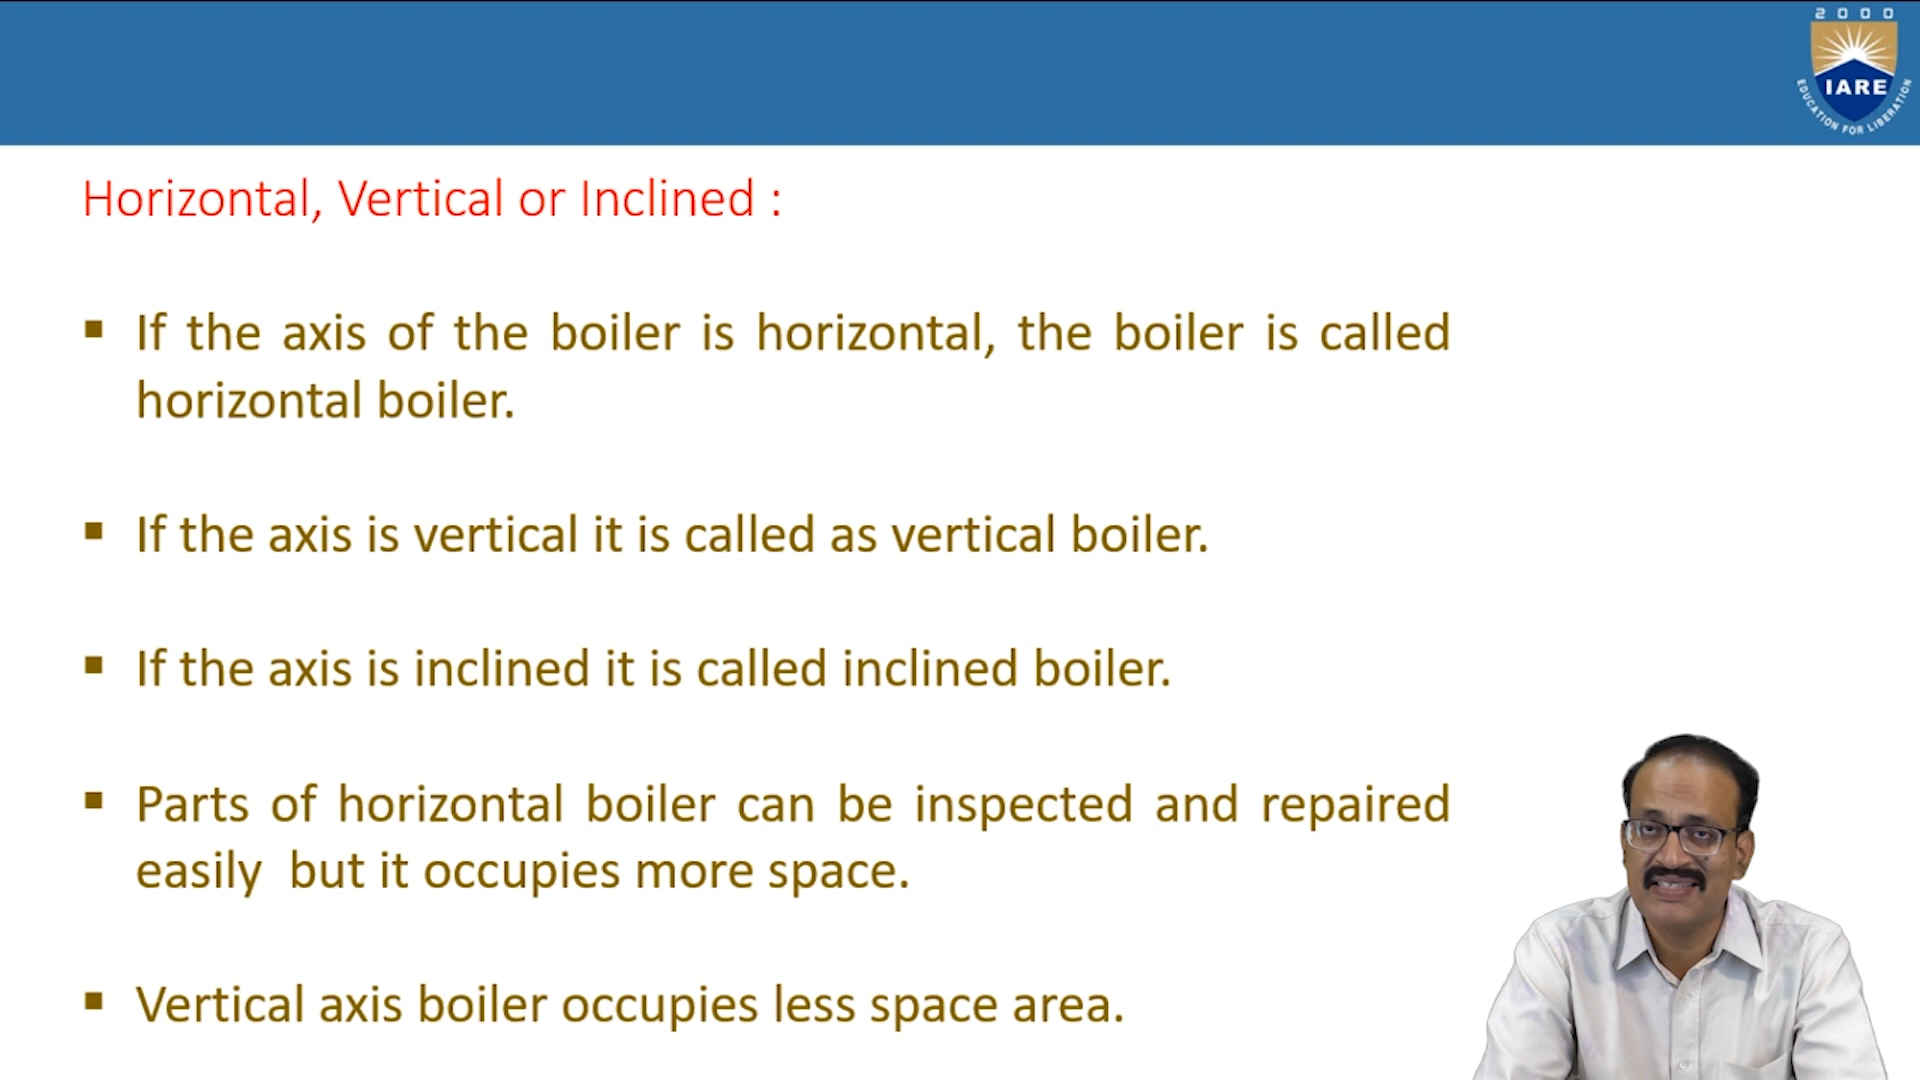 2000
IARE
EDUCATION FOR LIBERATION
Horizontal, Vertical or Inclined :
▪ If the axis of the boiler is horizontal, the boiler is called
horizontal boiler.
▪ If the axis is vertical it is called as vertical boiler.
▪ If the axis is inclined it is called inclined boiler.
▪ Parts of horizontal boiler can be inspected and repaired
easily but it occupies more space.
▪ Vertical axis boiler occupies less space area.